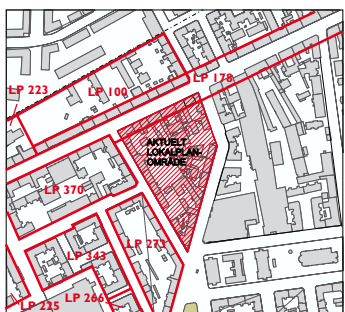 LP 178
LP 223
LP 100
AKTUELT
LOKALPLAN-
OMRÅDE
LP 370
LP 273
LP 343
LP 266
LP 225